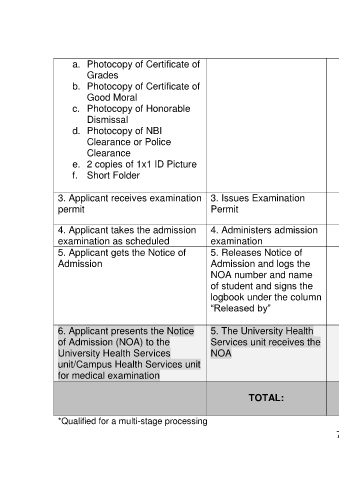 a. Photocopy of Certificate of
Grades
b. Photocopy of Certificate of
Good Moral
c. Photocopy of Honorable
Dismissal
d. Photocopy of NBI
Clearance or Police
Clearance
e. 2 copies of 1x1 ID Picture
f. Short Folder
3. Applicant receives examination
permit
3. Issues Examination
Permit
4. Applicant takes the admission
examination as scheduled
4. Administers admission
examination
5. Applicant gets the Notice of
Admission
5. Releases Notice of
Admission and logs the
NOA number and name
of student and signs the
logbook under the column
“Released by”
6. Applicant presents the Notice
of Admission (NOA) to the
University Health Services
unit/Campus Health Services unit
for medical examination
5. The University Health
Services unit receives the
NOA
TOTAL:
*Qualified for a multi-stage processing